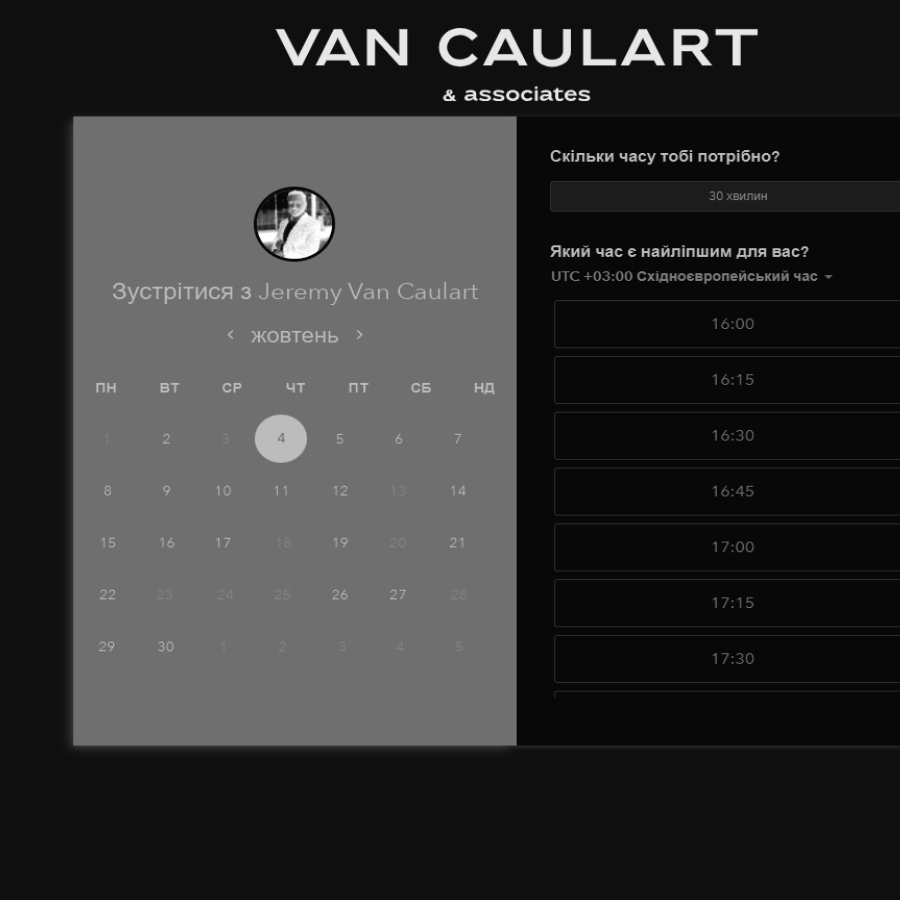 VAN CAULART
& associates
Зустрітися з Jeremy Van Caulart
< жовтень >
ПН ВТ СР ЧТ ПТ СБ НД
1 2 3 4 5 6 7
8 9 10 11 12 13 14
15 16 17 18 19 20 21
22 23 24 25 26 27 28
29 30 1 2 3 4 5
Скільки часу тобі потрібно?
30 хвилин
Який час є найліпшим для вас?
UTC +03:00 Східноєвропейський час
16:00
16:15
16:30
16:45
17:00
17:15
17:30